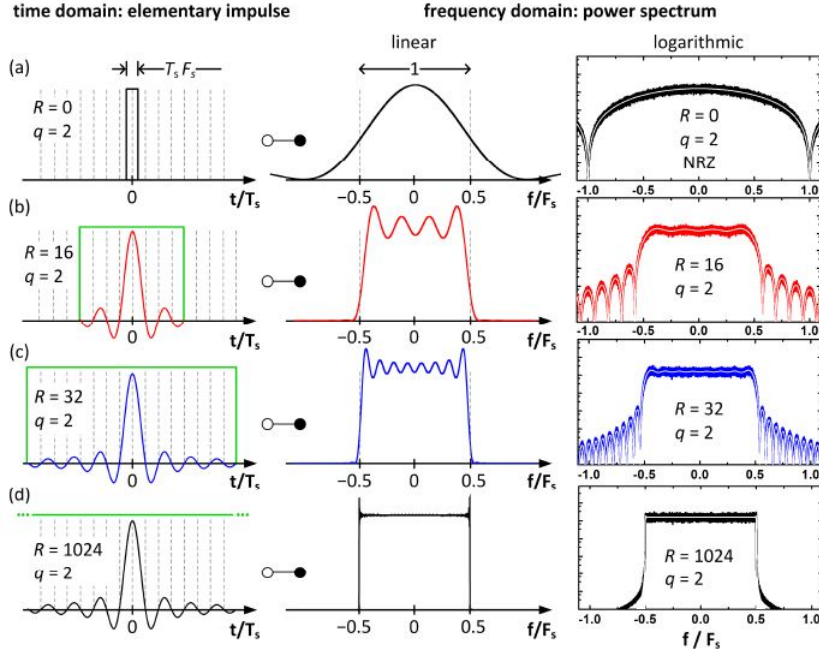 time domain: elementary impulse
frequency domain: power spectrum
linear
logarithmic
(a)
T_s F_s
R = 0
q = 2
0
t/T_s
1
−0.5 0 0.5
f/F_s
R = 0
q = 2
NRZ
-1.0 -0.5 0.0 0.5 1.0
(b)
R = 16
q = 2
0
t/T_s
−0.5 0 0.5
f/F_s
R = 16
q = 2
-1.0 -0.5 0.0 0.5 1.0
(c)
R = 32
q = 2
0
t/T_s
−0.5 0 0.5
f/F_s
R = 32
q = 2
-1.0 -0.5 0.0 0.5 1.0
(d)
R = 1024
q = 2
0
t/T_s
−0.5 0 0.5
f/F_s
R = 1024
q = 2
-1.0 -0.5 0.0 0.5 1.0
f / F_s